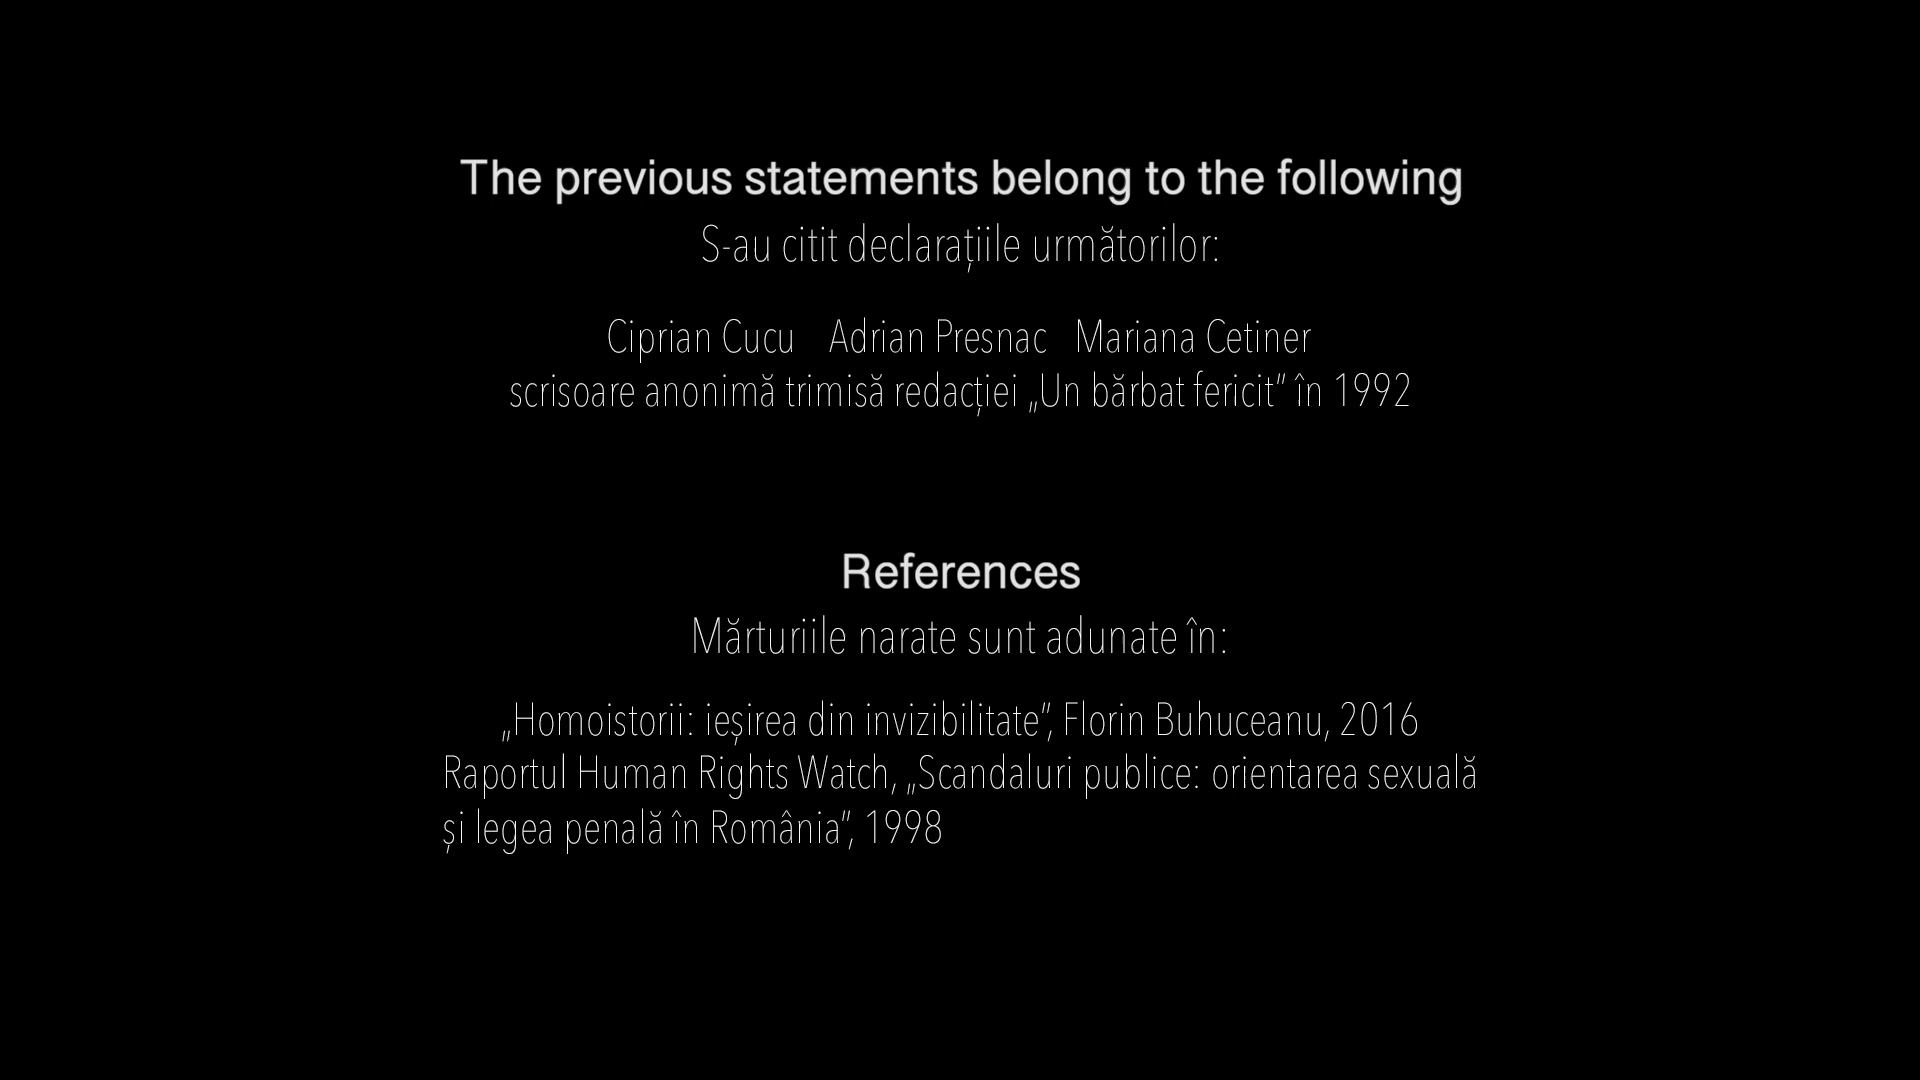 The previous statements belong to the following
S-au citit declarațiile următorilor:
Ciprian Cucu Adrian Presnac Mariana Cetiner
scrisoare anonimă trimisă redacției „Un bărbat fericit” în 1992
References
Mărturiile narate sunt adunate în:
„Homoistorii: ieșirea din invizibilitate”, Florin Buhuceanu, 2016
Raportul Human Rights Watch, „Scandaluri publice: orientarea sexuală
și legea penală în România”, 1998